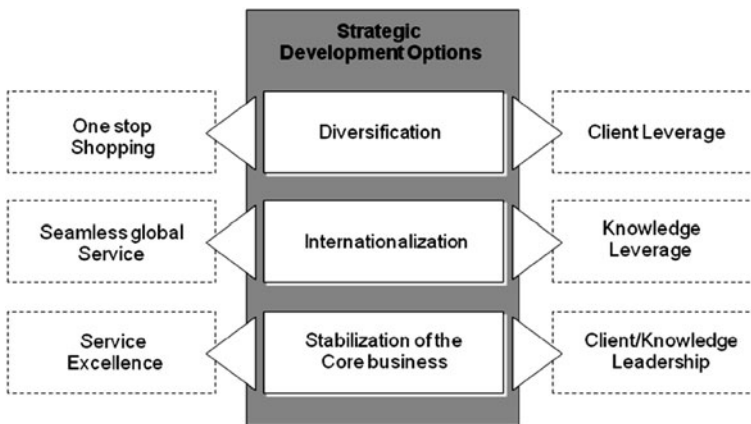 Strategic
Development Options
One stop
Shopping
Diversification
Client Leverage
Seamless global
Service
Internationalization
Knowledge
Leverage
Service
Excellence
Stabilization of the
Core business
Client/Knowledge
Leadership